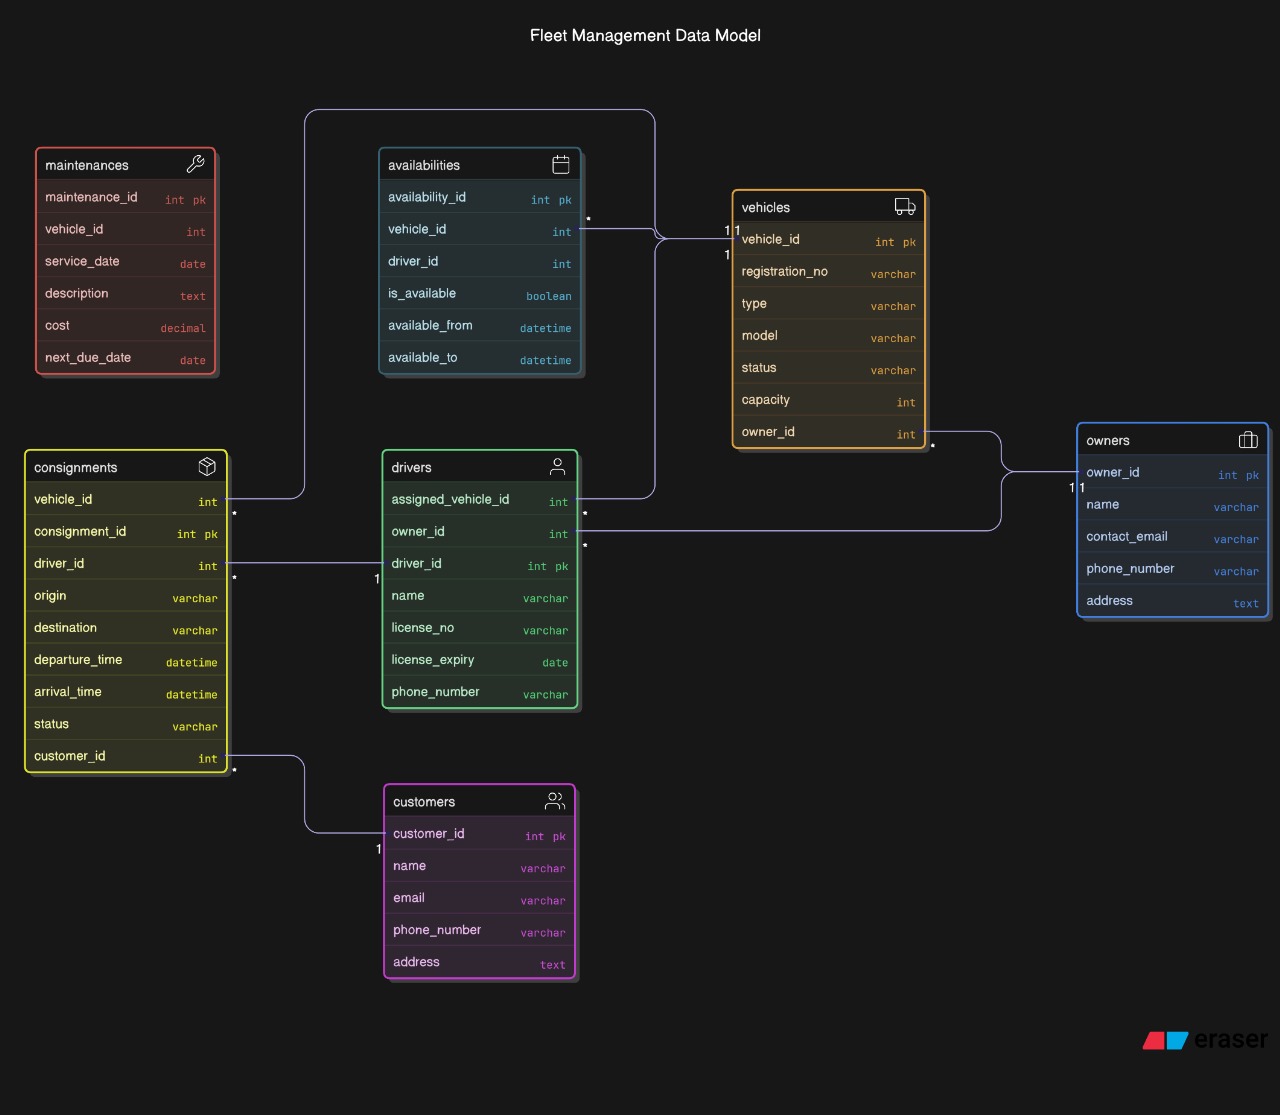 Fleet Management Data Model
maintenances
maintenance_id int pk
vehicle_id int
service_date date
description text
cost decimal
next_due_date date
availabilities
availability_id int pk
vehicle_id int
driver_id int
is_available boolean
available_from datetime
available_to datetime
*
vehicles
1 1
vehicle_id int pk
1
registration_no varchar
type varchar
model varchar
status varchar
capacity int
owner_id int
*
owners
owner_id int pk
1 1
name varchar
contact_email varchar
phone_number varchar
address text
consignments
vehicle_id int
*
consignment_id int pk
driver_id int
*
origin varchar
destination varchar
departure_time datetime
arrival_time datetime
status varchar
customer_id int
*
drivers
assigned_vehicle_id int
*
owner_id int
*
driver_id int pk
1
name varchar
license_no varchar
license_expiry date
phone_number varchar
customers
customer_id int pk
1
name varchar
email varchar
phone_number varchar
address text
eraser